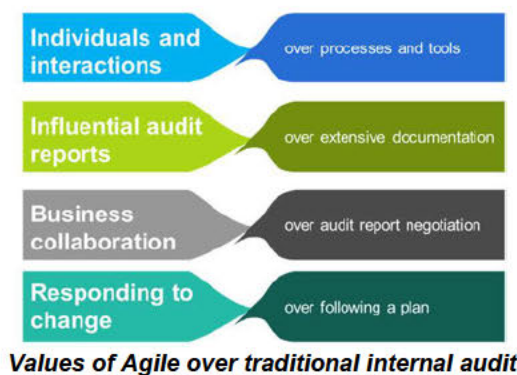 Individuals and
interactions
over processes and tools
Influential audit
reports
over extensive documentation
Business
collaboration
over audit report negotiation
Responding to
change
over following a plan
Values of Agile over traditional internal audit